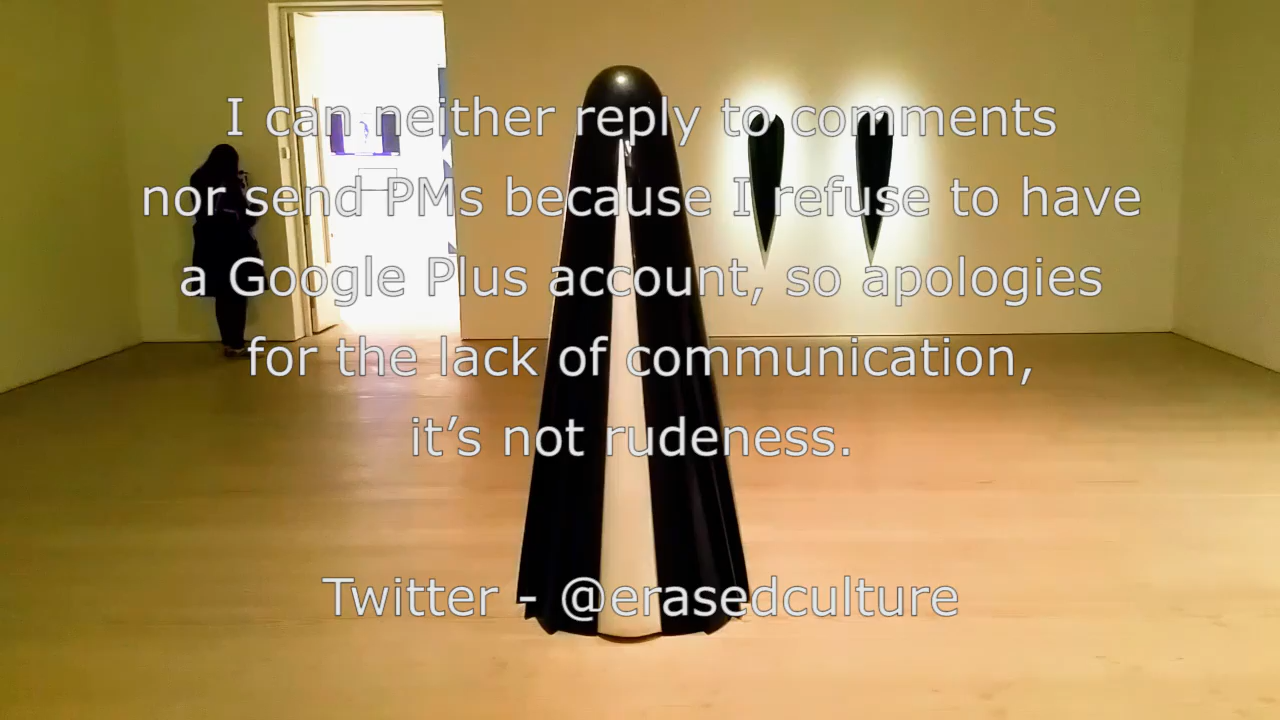 I can neither reply to comments
nor send PMs because I refuse to have
a Google Plus account, so apologies
for the lack of communication,
it’s not rudeness.
Twitter - @erasedculture